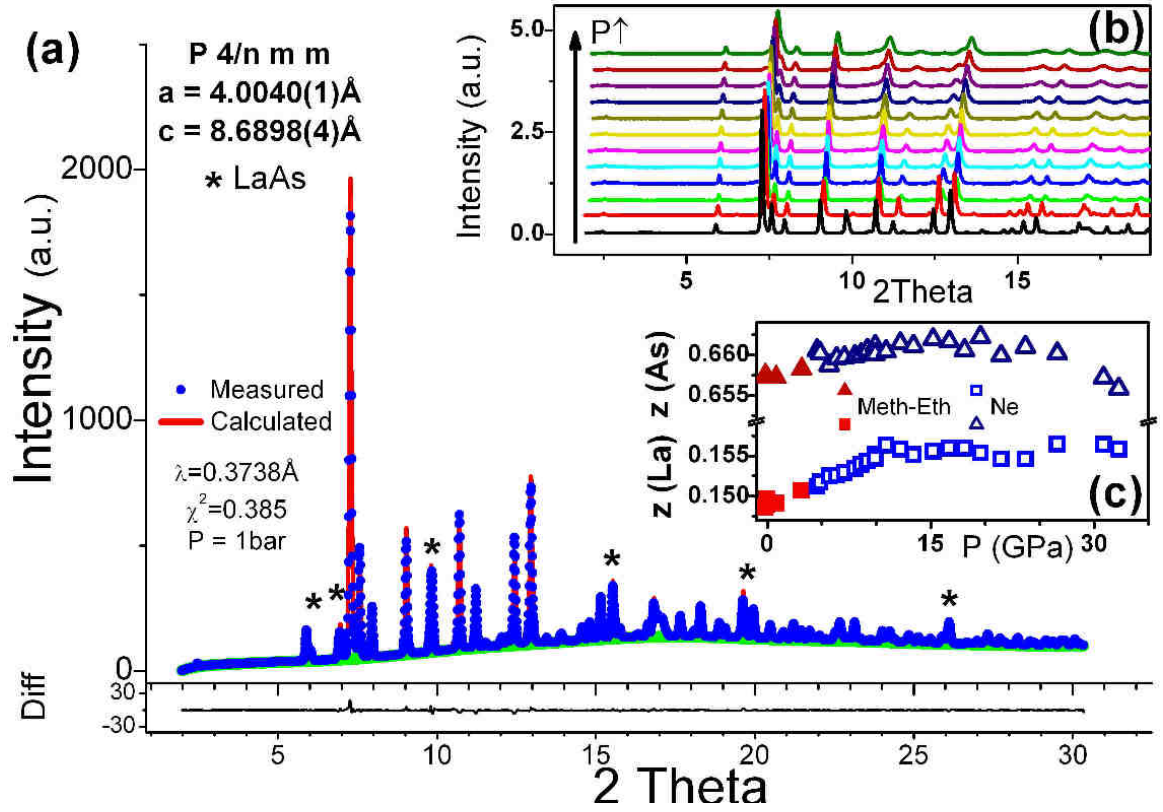 (a)
P 4/n m m
a = 4.0040(1)Å
c = 8.6898(4)Å
* LaAs
Intensity (a.u.)
2000
1000
0
Measured
Calculated
λ=0.3738Å
χ²=0.385
P = 1bar
*
*
*
*
*
*
Diff
30
-30
5
10
15
20
25
30
2 Theta
(b)
P↑
Intensity (a.u.)
5.0
2.5
0.0
5
10
15
2Theta
(c)
z (As)
0.660
0.655
z (La)
0.155
0.150
Meth-Eth
Ne
0
15
30
P (GPa)